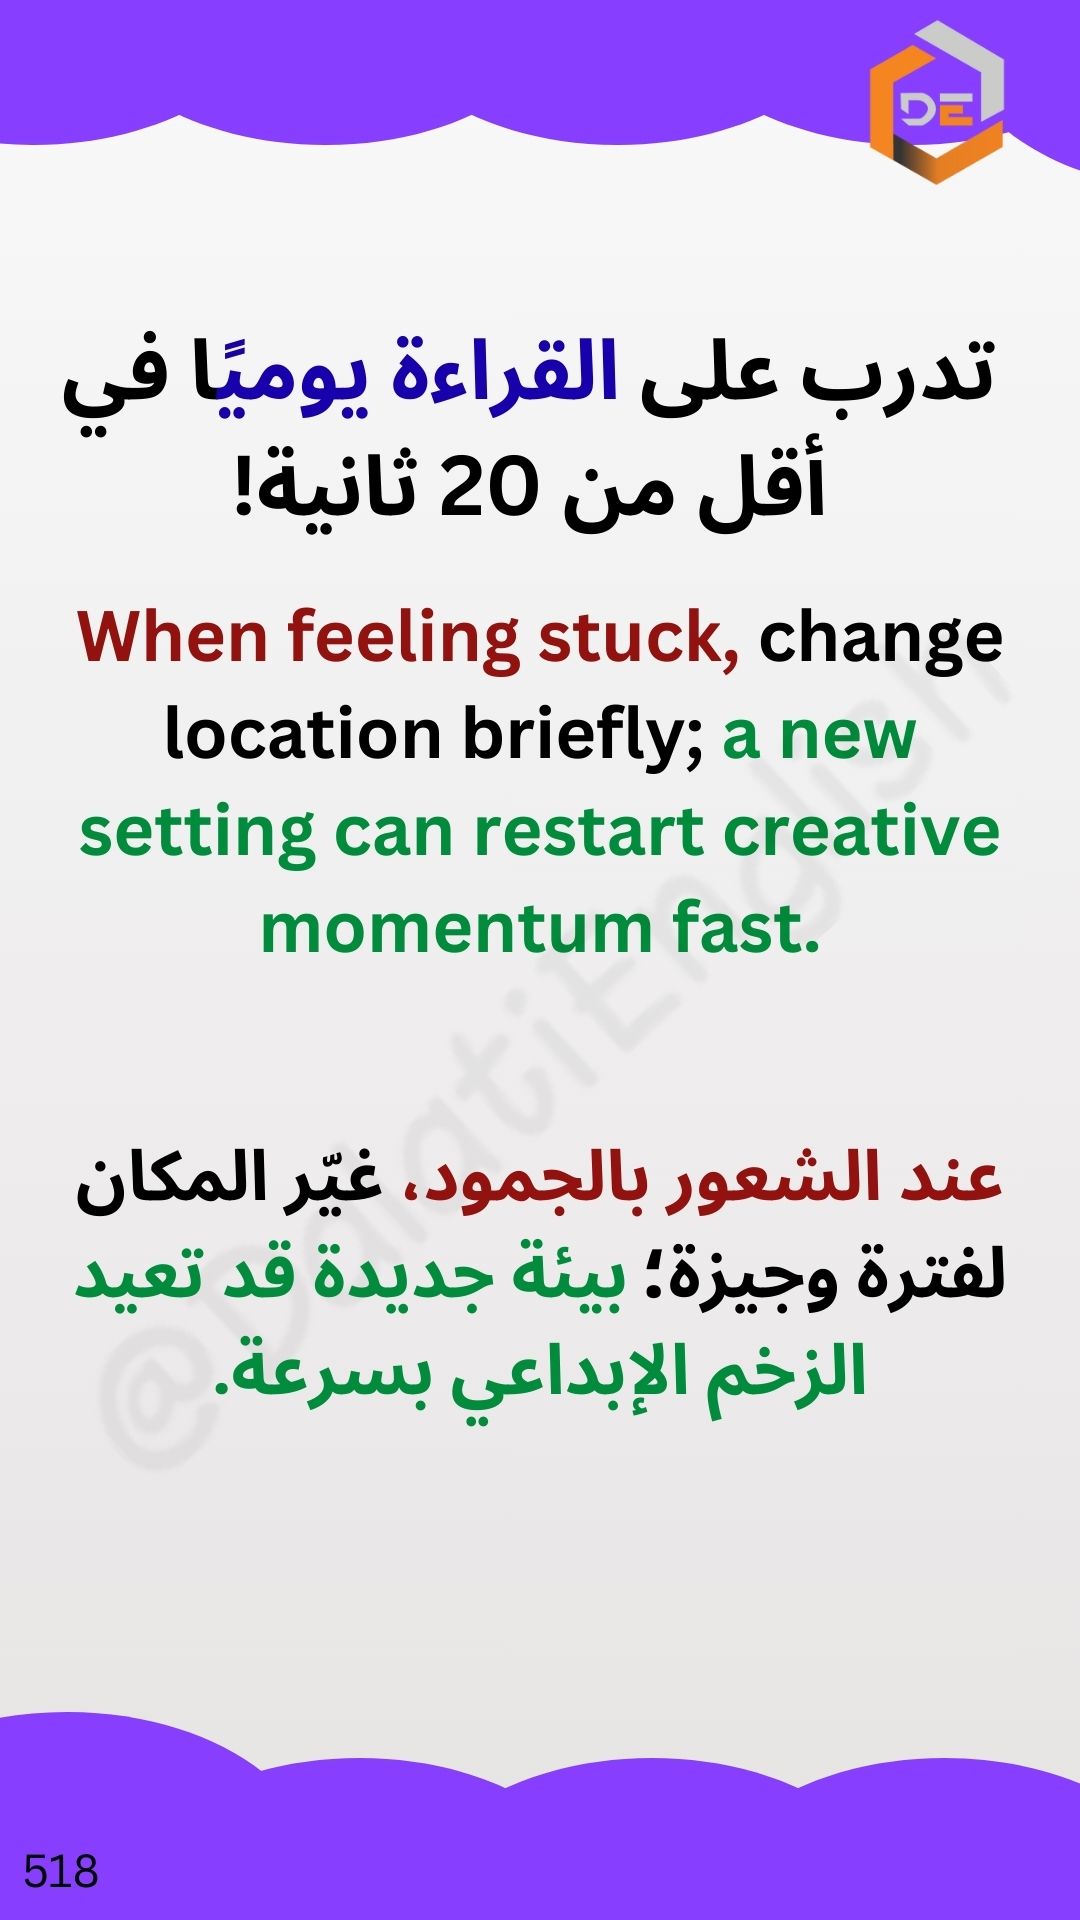 DE
تدرب على القراءة يوميًا في
أقل من 20 ثانية!
When feeling stuck, change
location briefly; a new
setting can restart creative
momentum fast.
عند الشعور بالجمود، غيّر المكان
لفترة وجيزة؛ بيئة جديدة قد تعيد
الزخم الإبداعي بسرعة.
@DalatiEnglish
518